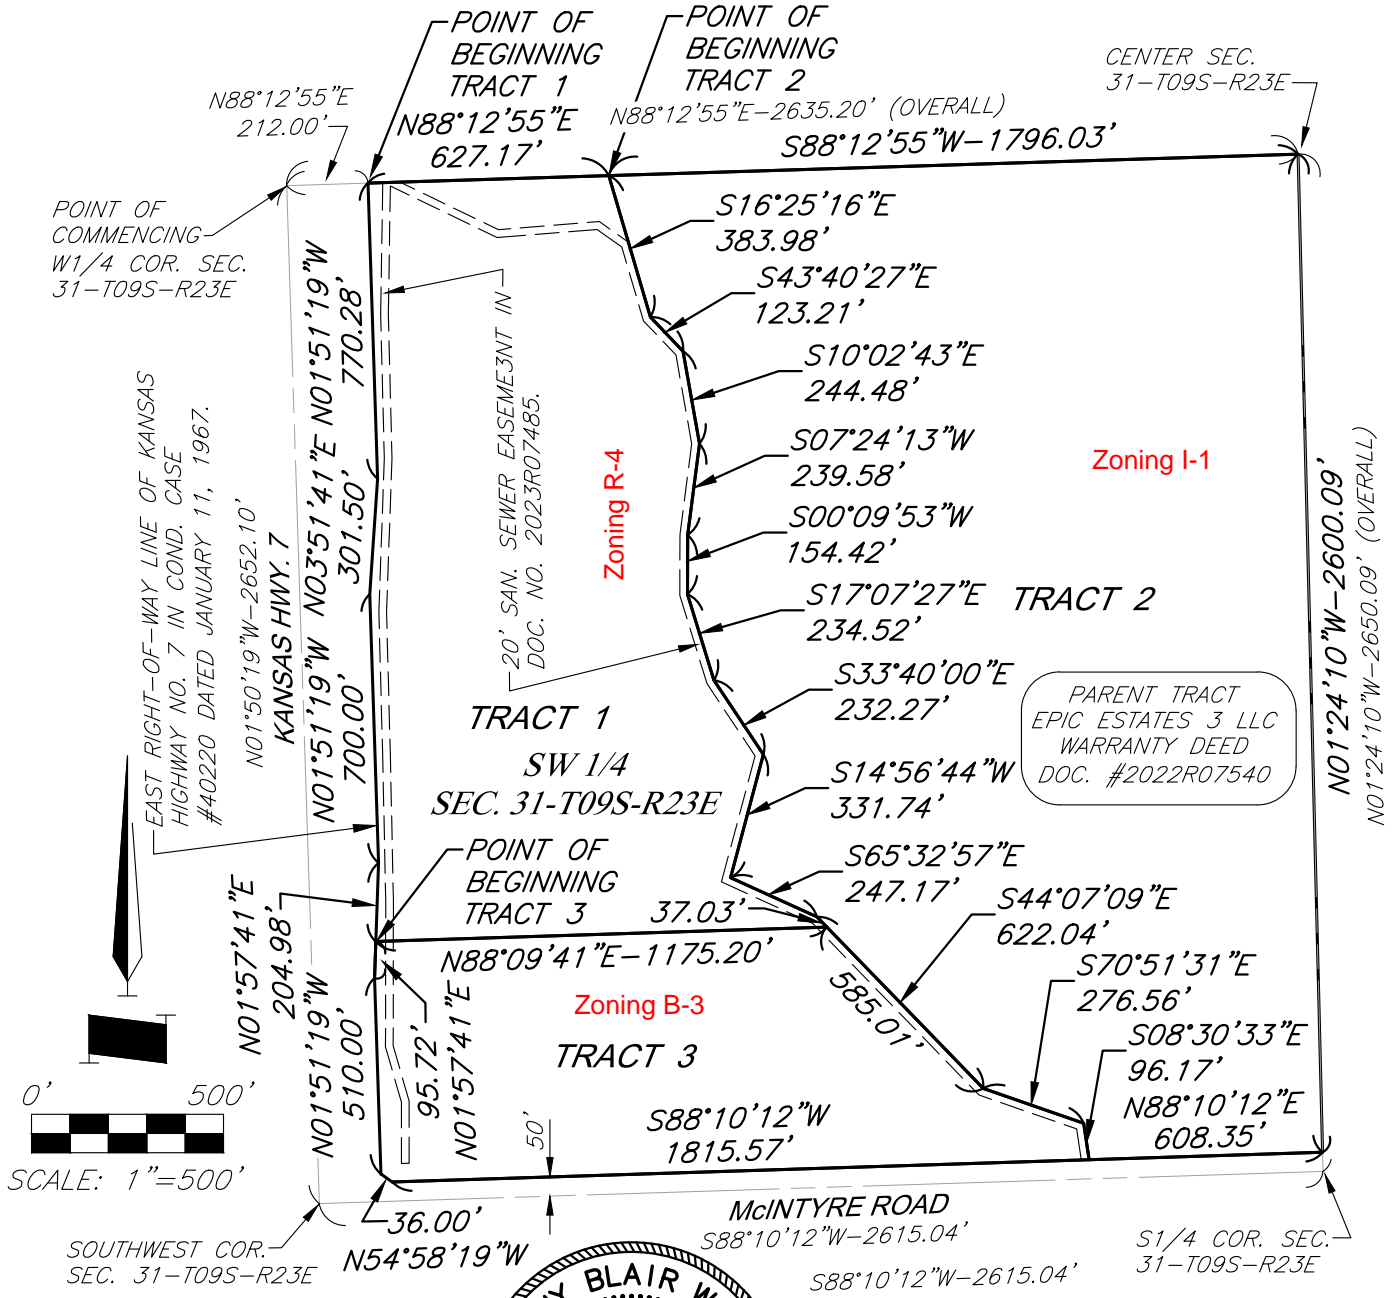 POINT OF
BEGINNING
TRACT 1
POINT OF
BEGINNING
TRACT 2
CENTER SEC.
31-T09S-R23E
N88°12'55"E
212.00'
N88°12'55"E
627.17'
N88°12'55"E-2635.20' (OVERALL)
S88°12'55"W-1796.03'
POINT OF
COMMENCING
W1/4 COR. SEC.
31-T09S-R23E
S16°25'16"E
383.98'
S43°40'27"E
123.21'
S10°02'43"E
244.48'
S07°24'13"W
239.58'
S00°09'53"W
154.42'
S17°07'27"E
234.52'
S33°40'00"E
232.27'
S14°56'44"W
331.74'
S65°32'57"E
247.17'
S44°07'09"E
622.04'
S70°51'31"E
276.56'
S08°30'33"E
96.17'
N88°10'12"E
608.35'
N01°51'19"W
770.28'
N03°51'41"E
301.50'
N01°51'19"W
700.00'
N01°57'41"E
204.98'
N01°51'19"W
510.00'
95.72'
N01°57'41"E
EAST RIGHT-OF-WAY LINE OF KANSAS
HIGHWAY NO. 7 IN COND. CASE
#40220 DATED JANUARY 11, 1967.
N01°50'19"W-2652.10'
KANSAS HWY. 7
20' SAN. SEWER EASEME3NT IN
DOC. NO. 2023R07485.
Zoning R-4
Zoning I-1
TRACT 2
PARENT TRACT
EPIC ESTATES 3 LLC
WARRANTY DEED
DOC. #2022R07540
N01°24'10"W-2600.09'
N01°24'10"W-2650.09' (OVERALL)
TRACT 1
SW 1/4
SEC. 31-T09S-R23E
POINT OF
BEGINNING
TRACT 3
37.03'
N88°09'41"E-1175.20'
585.01'
Zoning B-3
TRACT 3
S88°10'12"W
1815.57'
50'
0'
500'
SCALE: 1"=500'
36.00'
N54°58'19"W
McINTYRE ROAD
S88°10'12"W-2615.04'
S88°10'12"W-2615.04'
SOUTHWEST COR.
SEC. 31-T09S-R23E
S1/4 COR. SEC.
31-T09S-R23E
BLAIR